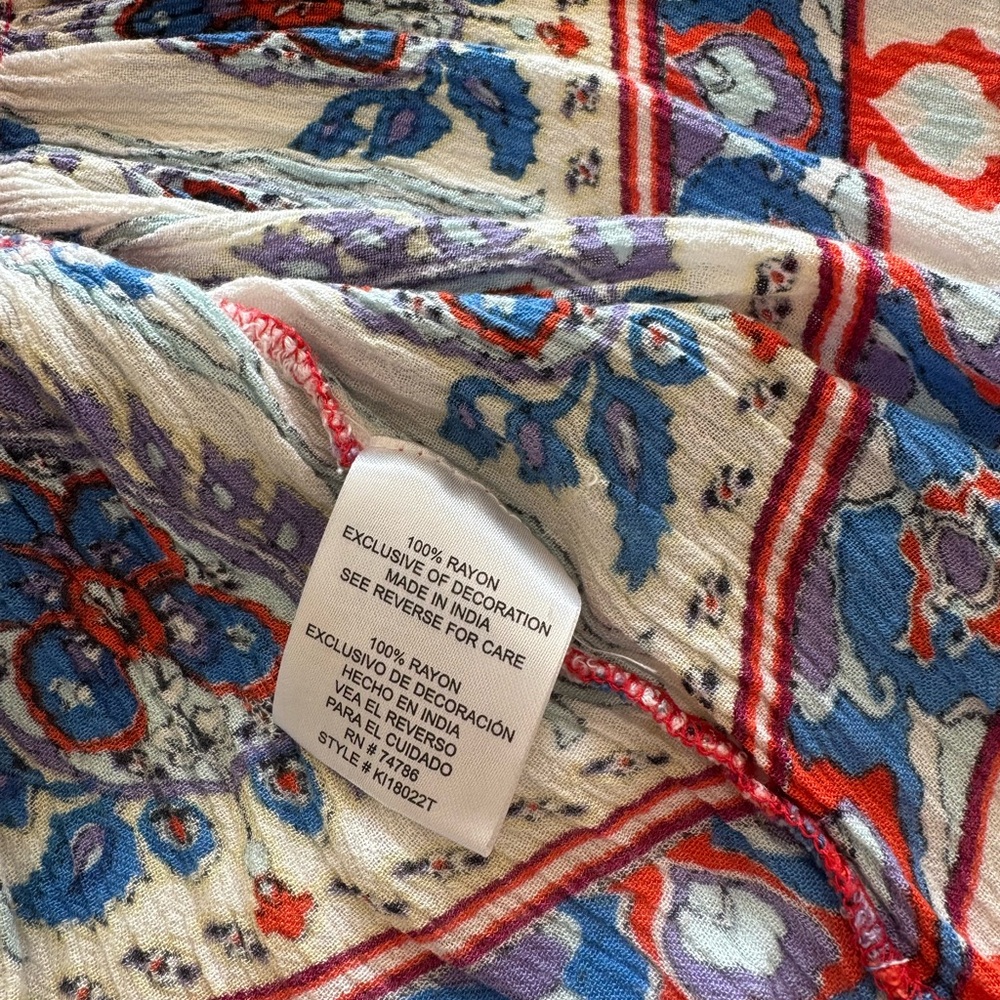 100% RAYON
EXCLUSIVE OF DECORATION
MADE IN INDIA
SEE REVERSE FOR CARE
100% RAYON
EXCLUSIVO DE DECORACIÓN
HECHO EN INDIA
VEA EL REVERSO
PARA EL CUIDADO
RN # 74786
STYLE # KI18022T